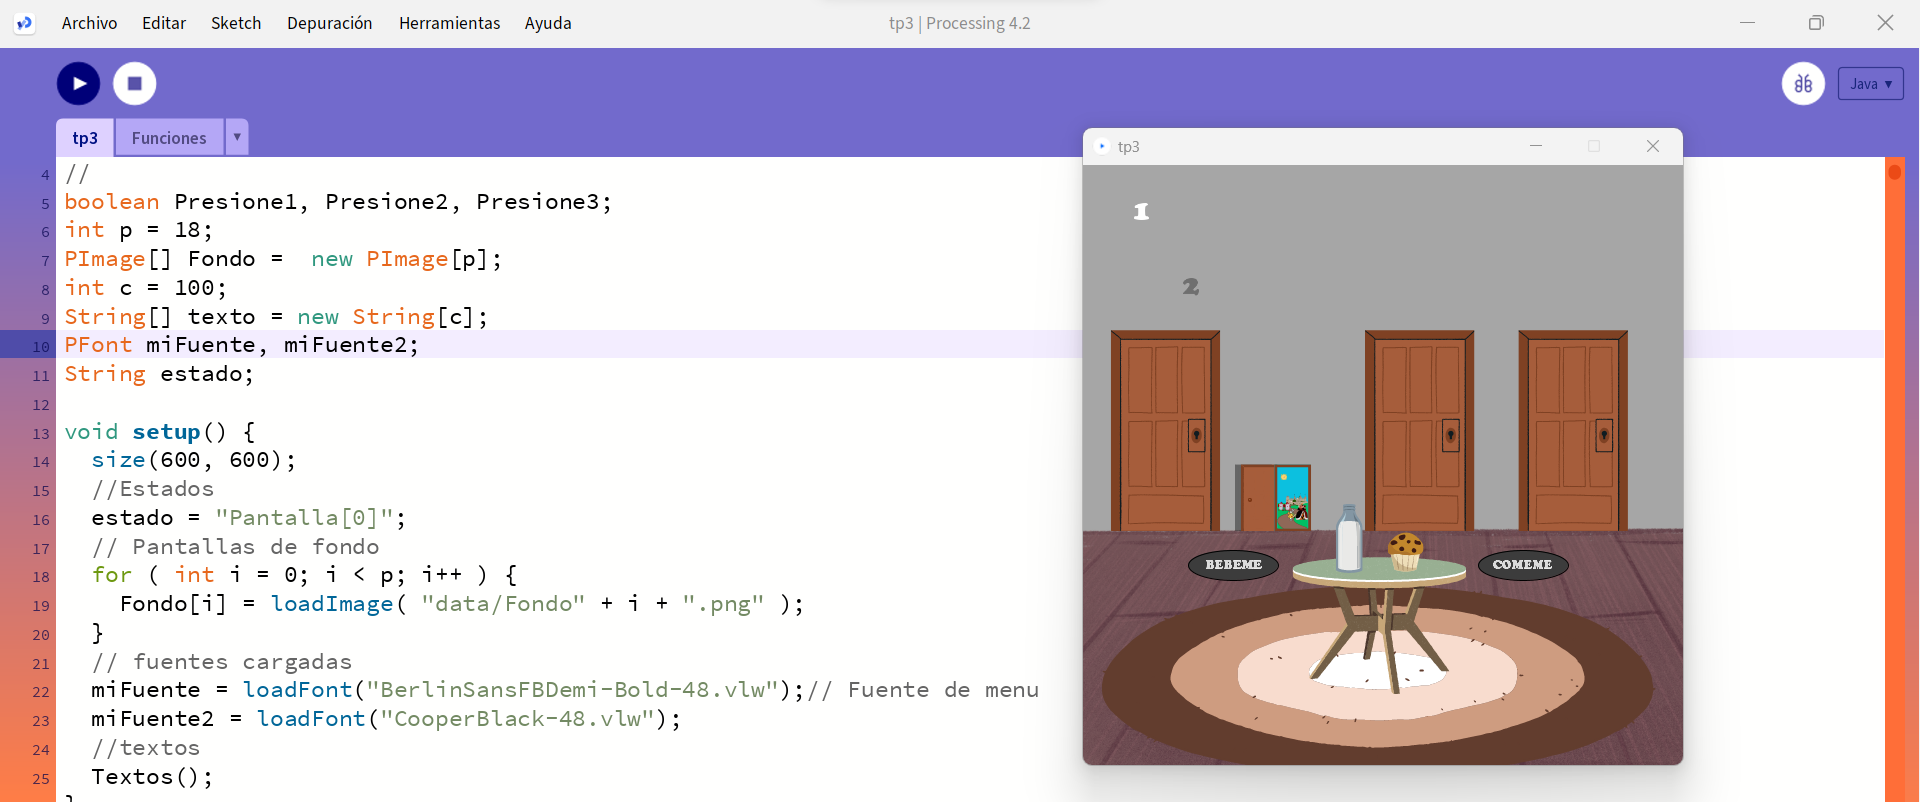 Archivo Editar Sketch Depuración Herramientas Ayuda
tp3 | Processing 4.2
Java ▾
tp3 Funciones ▾
4 //
5 boolean Presione1, Presione2, Presione3;
6 int p = 18;
7 PImage[] Fondo =  new PImage[p];
8 int c = 100;
9 String[] texto = new String[c];
10 PFont miFuente, miFuente2;
11 String estado;
12
13 void setup() {
14   size(600, 600);
15   //Estados
16   estado = "Pantalla[0]";
17   // Pantallas de fondo
18   for ( int i = 0; i < p; i++ ) {
19     Fondo[i] = loadImage( "data/Fondo" + i + ".png" );
20   }
21   // fuentes cargadas
22   miFuente = loadFont("BerlinSansFBDemi-Bold-48.vlw");// Fuente de menu
23   miFuente2 = loadFont("CooperBlack-48.vlw");
24   //textos
25   Textos();
tp3
1
2
BEBEME
COMEME